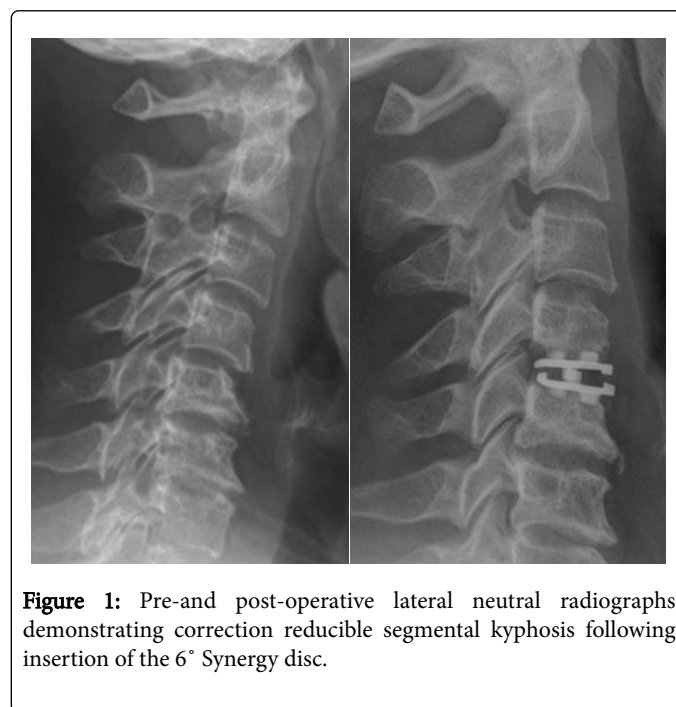 Figure 1: Pre-and post-operative lateral neutral radiographs
demonstrating correction reducible segmental kyphosis following
insertion of the 6˚ Synergy disc.